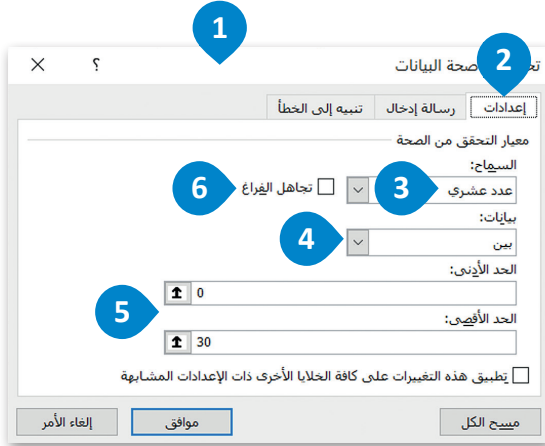 1
2
صحة البيانات
؟
إعدادات
رسالة إدخال
تنبيه إلى الخطأ
معيار التحقق من الصحة
السماح:
عدد عشري
3
تجاهل الفراغ
6
بيانات:
بين
4
الحد الأدنى:
0
5
الحد الأقصى:
30
تطبيق هذه التغييرات على كافة الخلايا الأخرى ذات الإعدادات المشابهة
مسح الكل
موافق
إلغاء الأمر